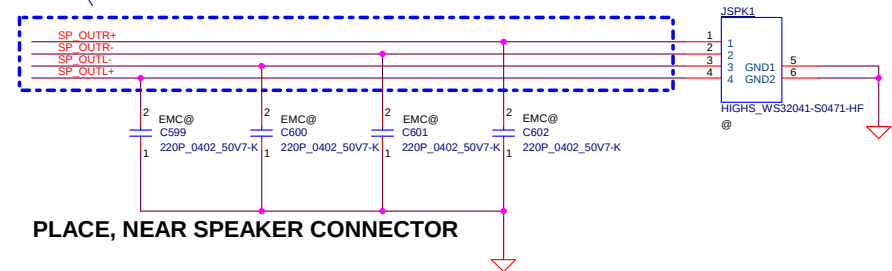 JSPK1
SP_OUTR+
SP_OUTR-
SP_OUTL-
SP_OUTL+
1
2
3
4
1
2
3 GND1
4 GND2
5
6
HIGHS_WS32041-S0471-HF
@
2
EMC@
C599
220P_0402_50V7-K
1
2
EMC@
C600
220P_0402_50V7-K
1
2
EMC@
C601
220P_0402_50V7-K
1
2
EMC@
C602
220P_0402_50V7-K
1
PLACE, NEAR SPEAKER CONNECTOR